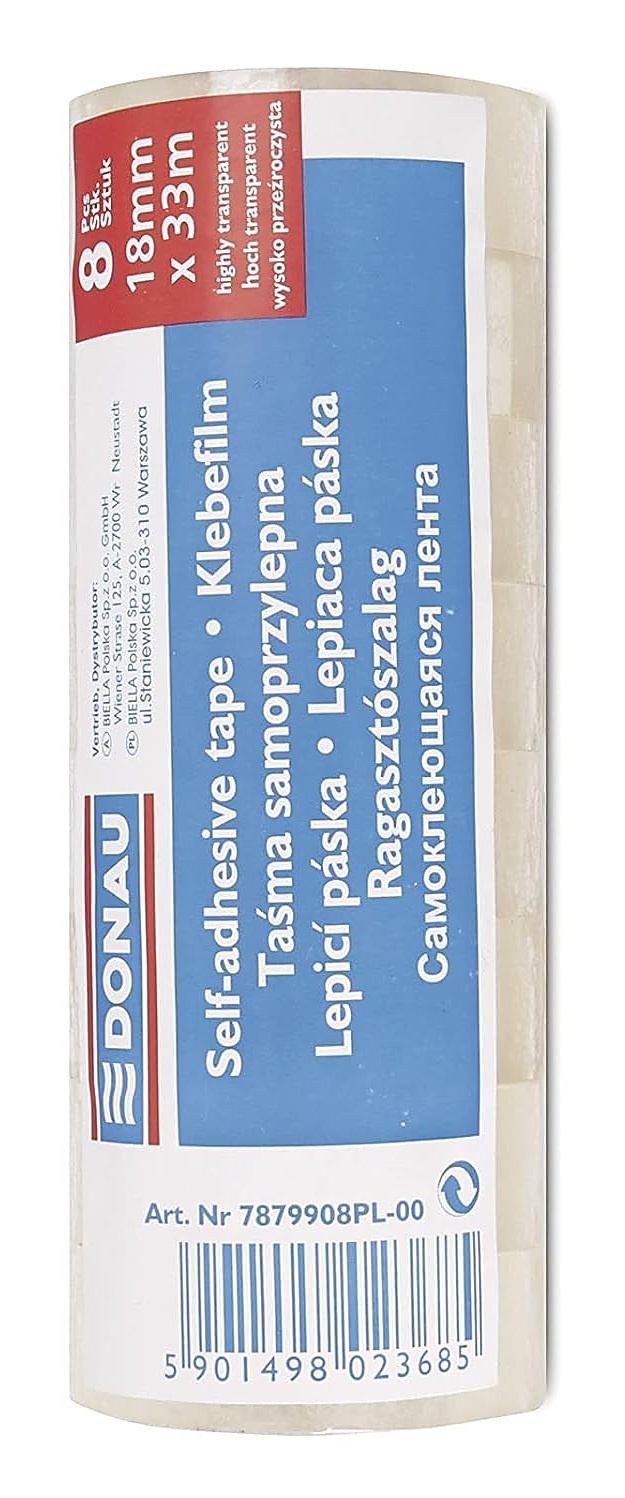 8 Pcs
Stk.
Sztuk
18mm
x 33m
highly transparent
hoch transparent
wysoko przeźroczysta
Vertrieb, Dystrybutor:
A BIELLA Polska Sp.z o.o. GmbH
Wiener Strase 125, A-2700 Wr Neustadt
PL BIELLA Polska Sp.z o.o.
ul.Staniewicka 5,03-310 Warszawa
DONAU
Self-adhesive tape • Klebefilm
Taśma samoprzylepna
Lepicí páska • Lepiaca páska
Ragasztószalag
Самоклеющаяся лента
Art. Nr 7879908PL-00
5 901498 023685